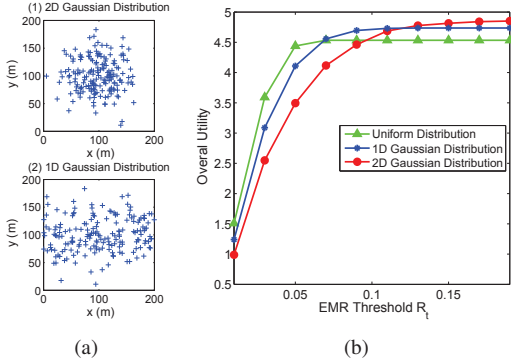 (1) 2D Gaussian Distribution
200
150
100
50
0
y (m)
0 100 200
x (m)
(2) 1D Gaussian Distribution
200
150
100
50
0
y (m)
0 50 100 150 200
x (m)
(a)
5
4.5
4
3.5
3
2.5
2
1.5
1
0.5
Overal Utility
Uniform Distribution
1D Gaussian Distribution
2D Gaussian Distribution
0.05 0.1 0.15
EMR Threshold Rt
(b)